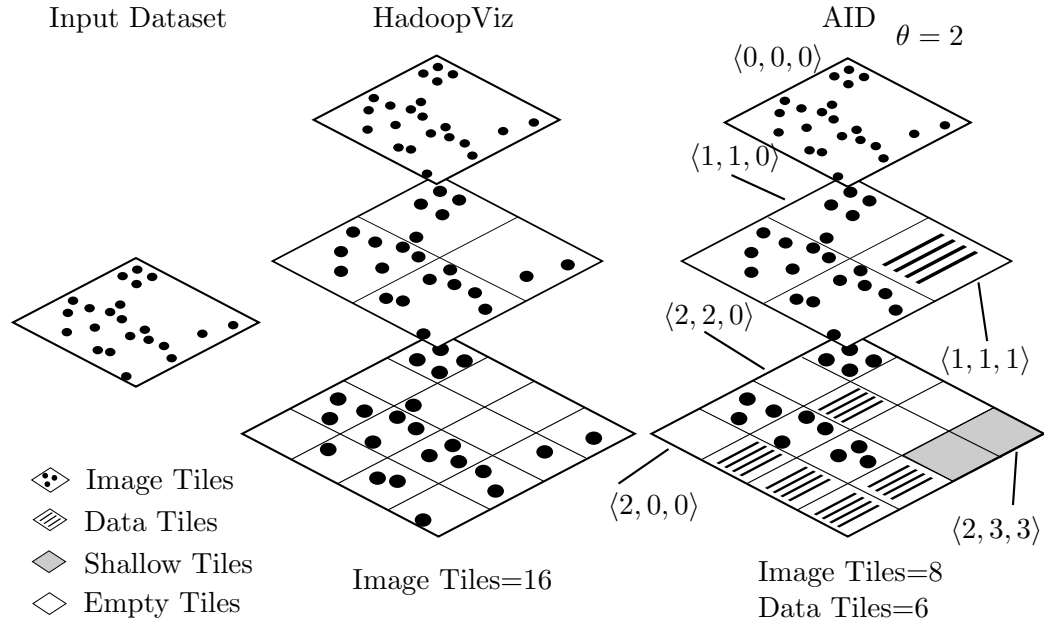 Input Dataset
HadoopViz
AID
θ = 2
⟨0, 0, 0⟩
⟨1, 1, 0⟩
⟨2, 2, 0⟩
⟨1, 1, 1⟩
⟨2, 0, 0⟩
⟨2, 3, 3⟩
Image Tiles
Data Tiles
Shallow Tiles
Empty Tiles
Image Tiles=16
Image Tiles=8
Data Tiles=6